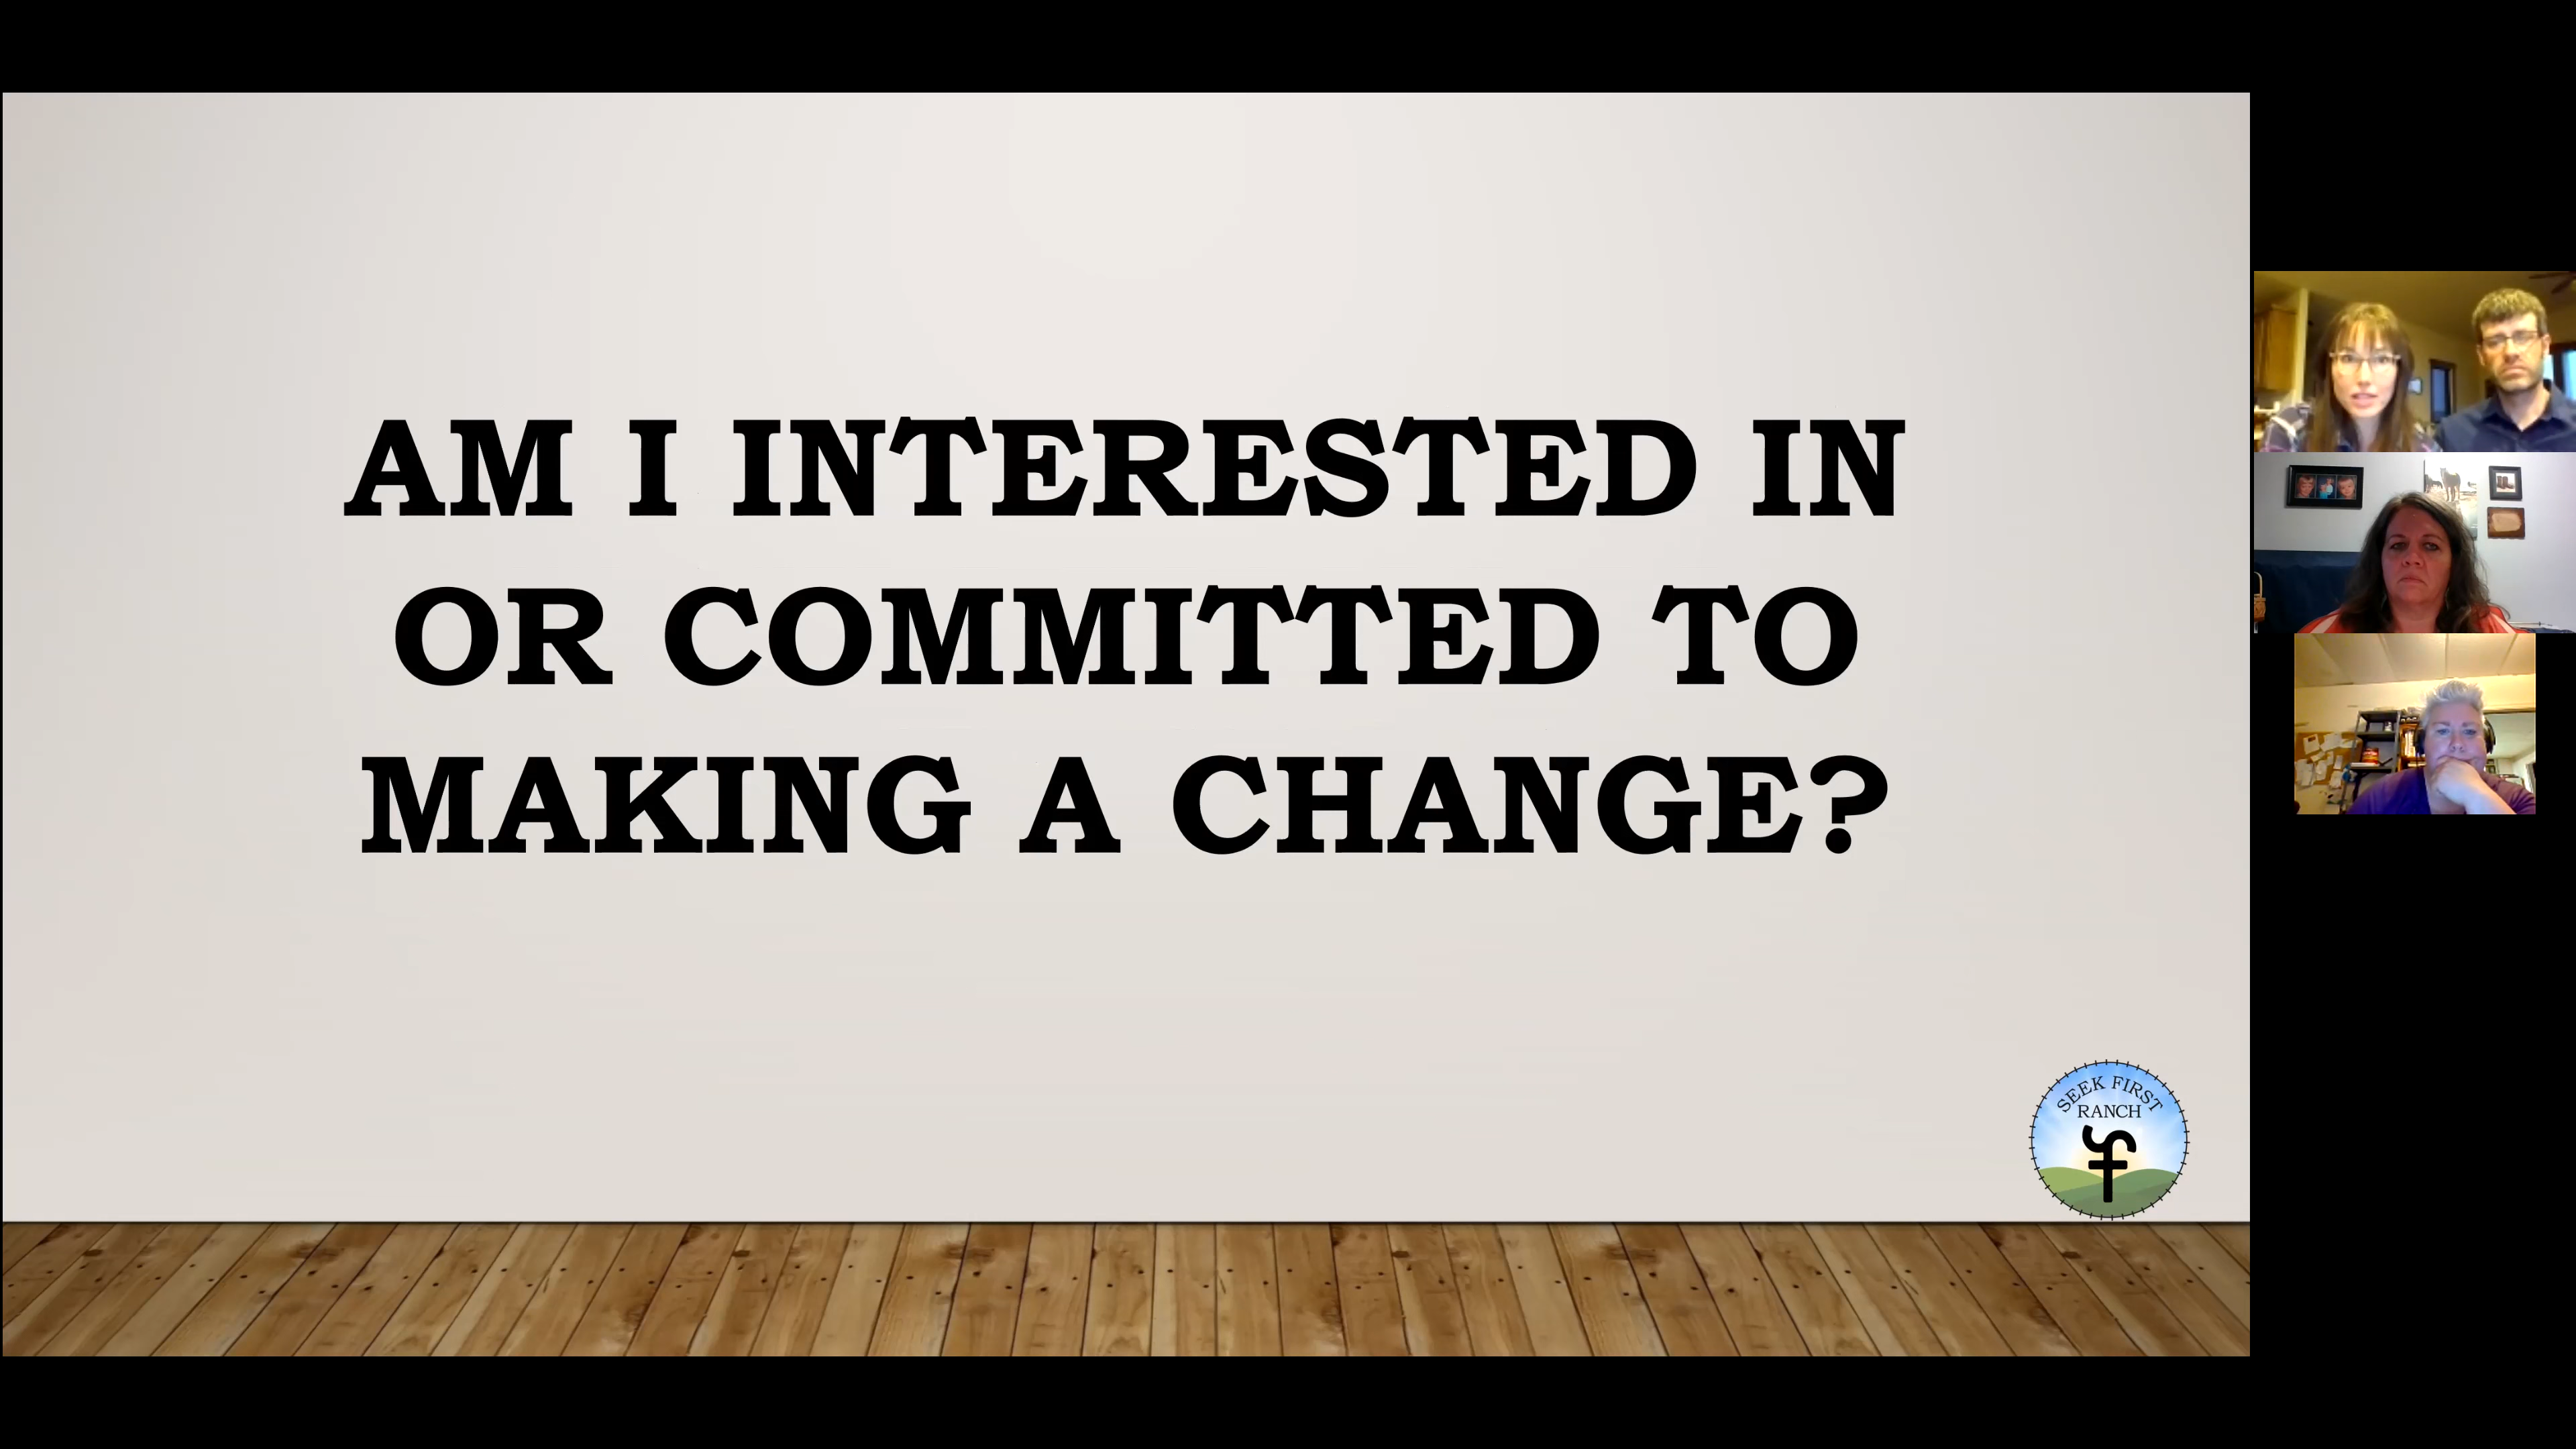 AM I INTERESTED IN
OR COMMITTED TO
MAKING A CHANGE?
SEEK FIRST
RANCH